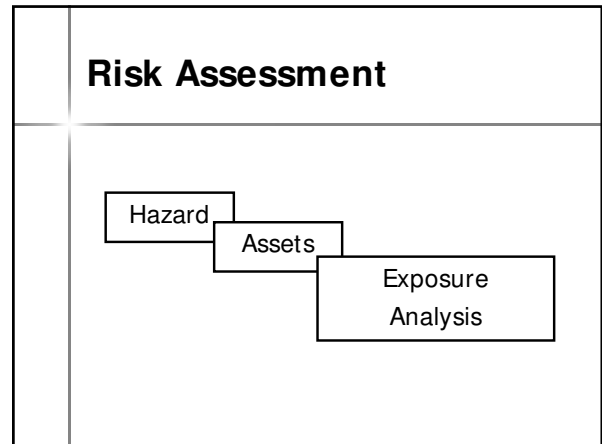 Risk Assessment
Hazard
Assets
Exposure
Analysis